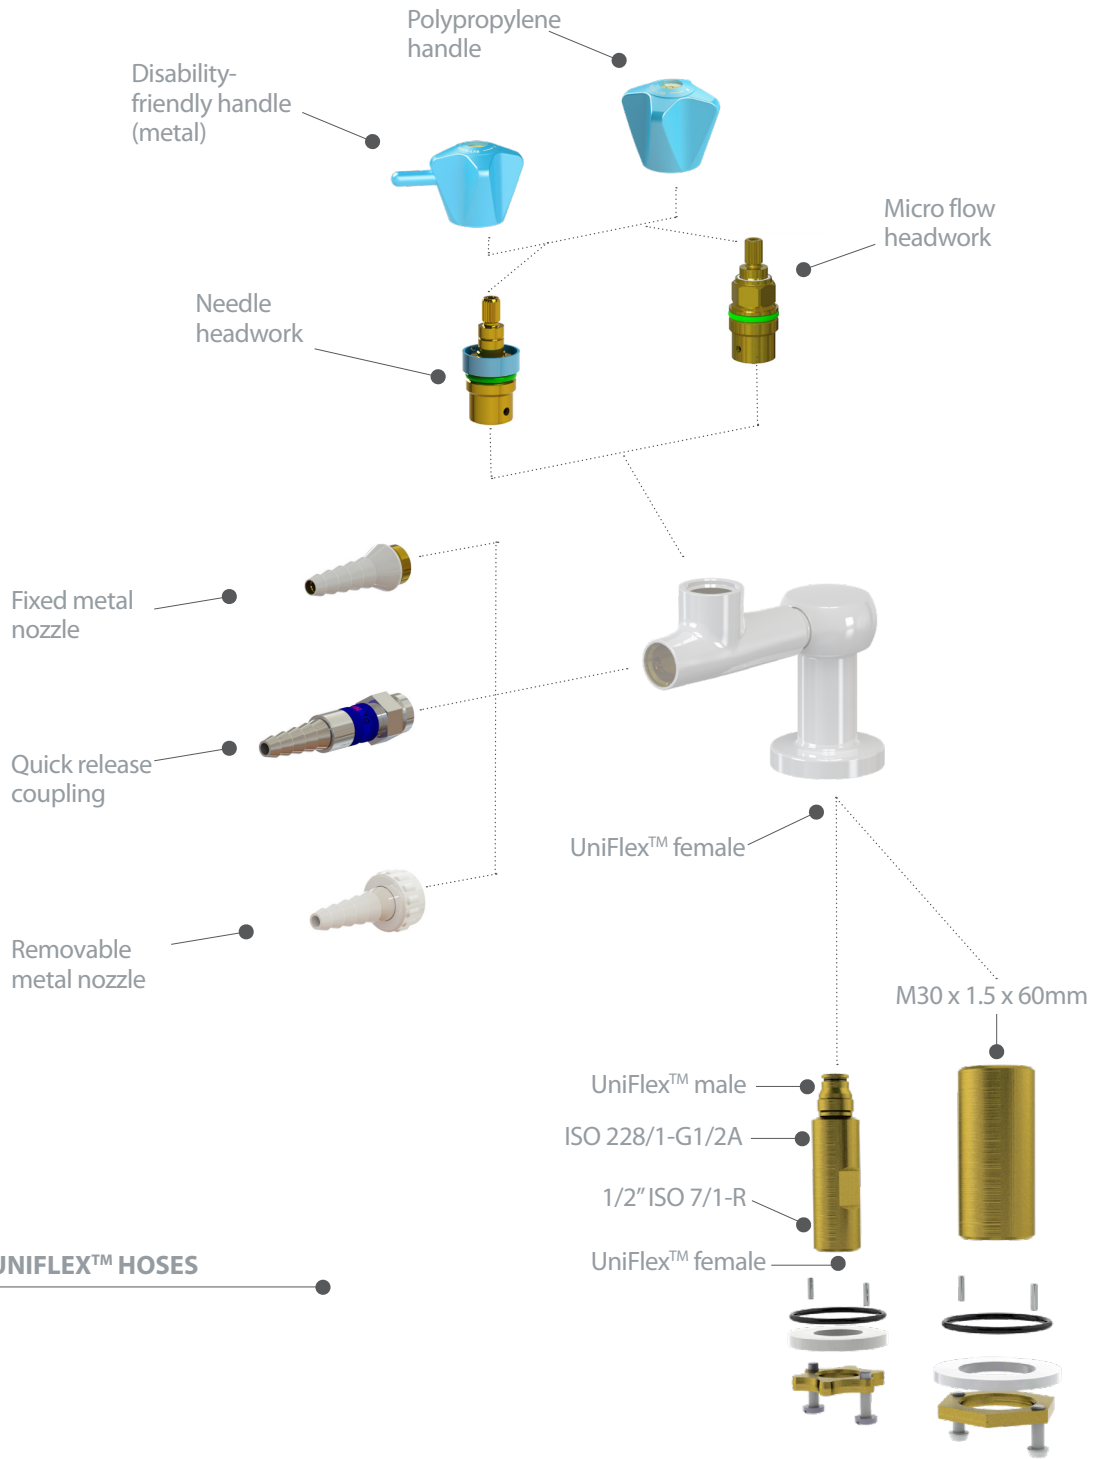 Polypropylene
handle
Disability-
friendly handle
(metal)
Micro flow
headwork
Needle
headwork
Fixed metal
nozzle
Quick release
coupling
UniFlex™ female
Removable
metal nozzle
M30 x 1.5 x 60mm
UniFlex™ male
ISO 228/1-G1/2A
1/2” ISO 7/1-R
UniFlex™ female
UNIFLEX™ HOSES